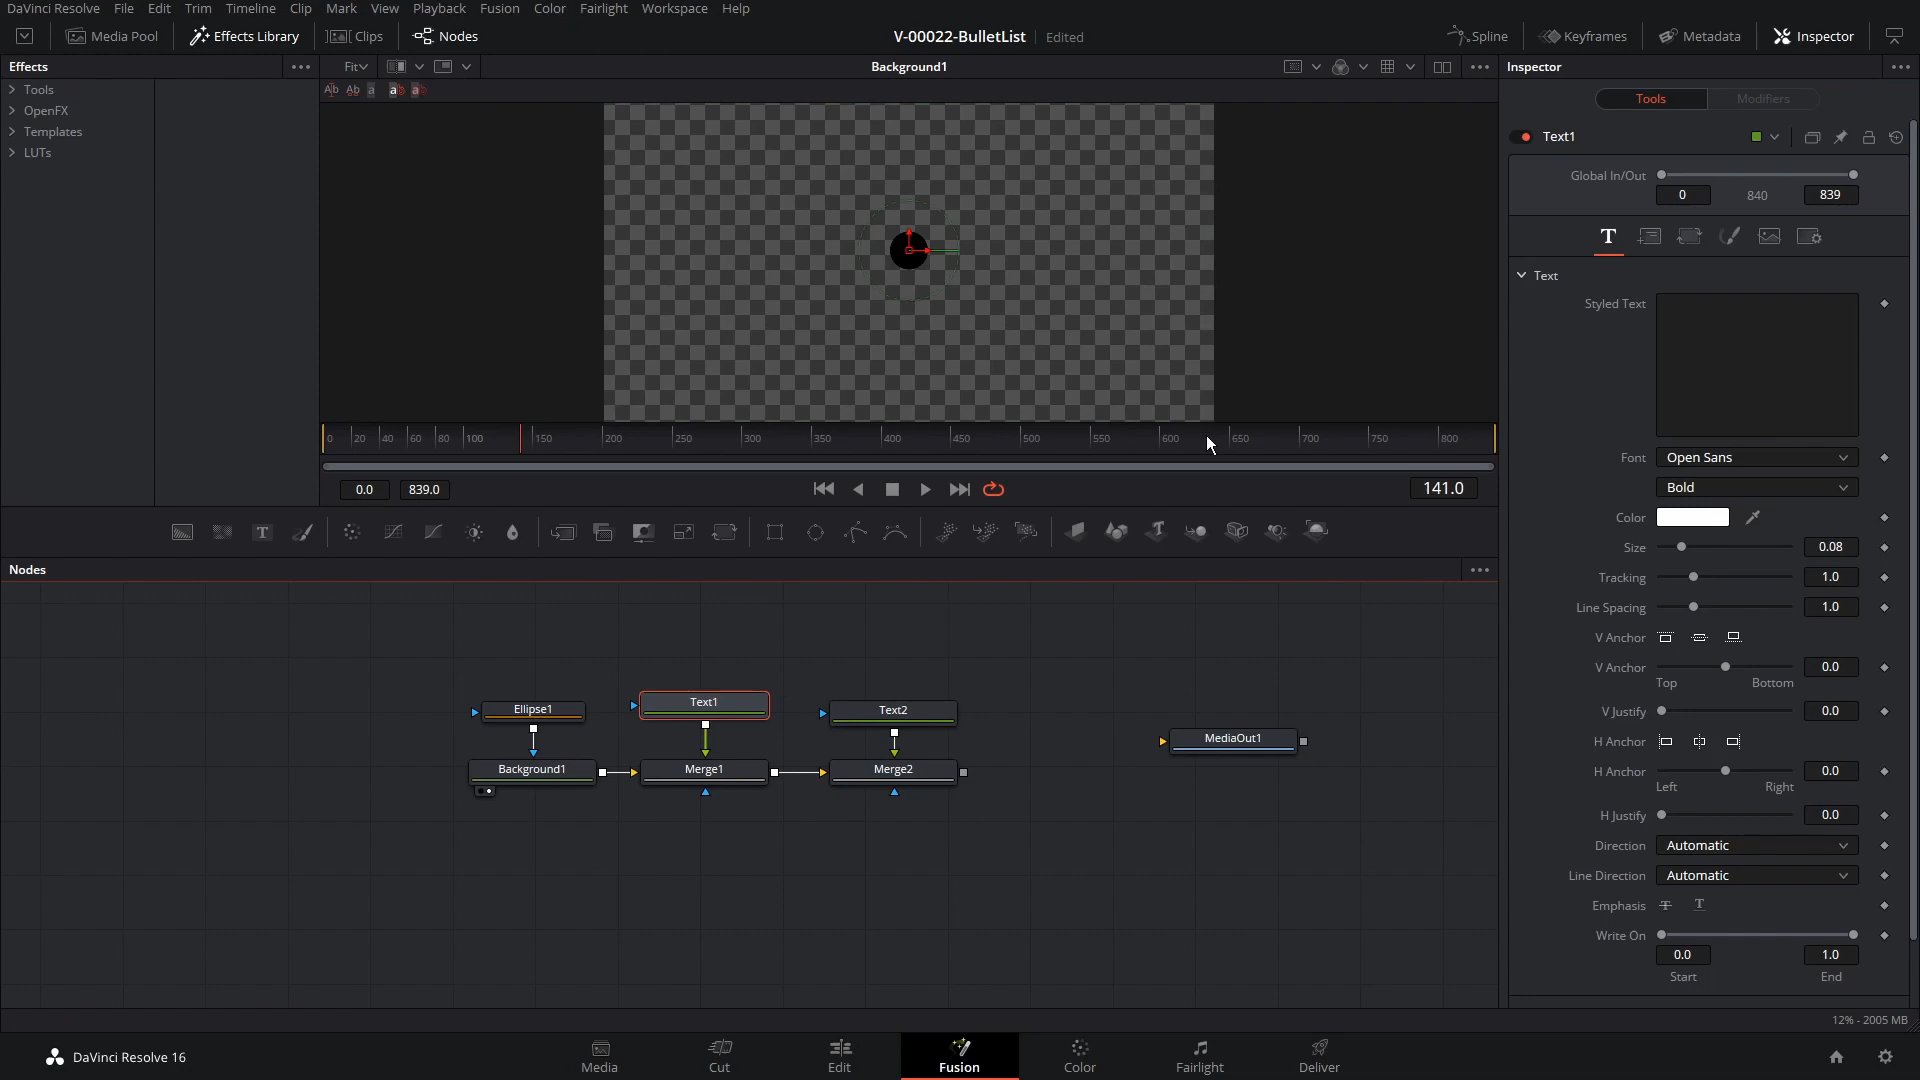 DaVinci Resolve File Edit Trim Timeline Clip Mark View Playback Fusion Color Fairlight Workspace Help
Media Pool Effects Library Clips Nodes V-00022-BulletList Edited Spline Keyframes Metadata Inspector
Effects Fit Background1 Inspector
Tools
OpenFX
Templates
LUTs
Tools Modifiers
Text1
Global In/Out
0 840 839
T
Text
Styled Text
Font Open Sans
Bold
Color
Size 0.08
Tracking 1.0
Line Spacing 1.0
V Anchor
V Anchor 0.0
Top Bottom
V Justify 0.0
H Anchor
H Anchor 0.0
Left Right
H Justify 0.0
Direction Automatic
Line Direction Automatic
Emphasis
Write On
0.0 1.0
Start End
0 20 40 60 80 100 150 200 250 300 350 400 450 500 550 600 650 700 750 800
0.0 839.0 141.0
Nodes
Ellipse1 Text1 Text2
MediaOut1
Background1 Merge1 Merge2
12% - 2005 MB
DaVinci Resolve 16
Media Cut Edit Fusion Color Fairlight Deliver